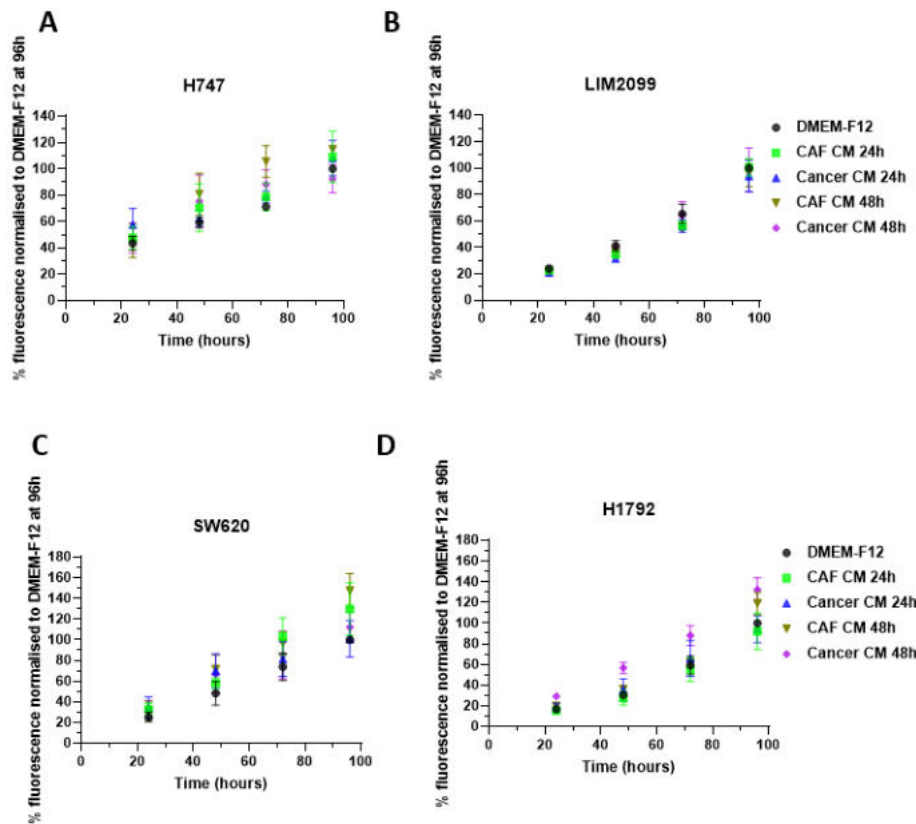 A
H747
% fluorescence normalised to DMEM-F12 at 96h
140
120
100
80
60
40
20
0
0 20 40 60 80 100
Time (hours)
B
LIM2099
% fluorescence normalised to DMEM-F12 at 96h
140
120
100
80
60
40
20
0
0 20 40 60 80 100
Time (hours)
DMEM-F12
CAF CM 24h
Cancer CM 24h
CAF CM 48h
Cancer CM 48h
C
SW620
% fluorescence normalised to DMEM-F12 at 96h
180
160
140
120
100
80
60
40
20
0
0 20 40 60 80 100
Time (hours)
D
H1792
% fluorescence normalised to DMEM-F12 at 96h
180
160
140
120
100
80
60
40
20
0
0 20 40 60 80 100
Time (hours)
DMEM-F12
CAF CM 24h
Cancer CM 24h
CAF CM 48h
Cancer CM 48h